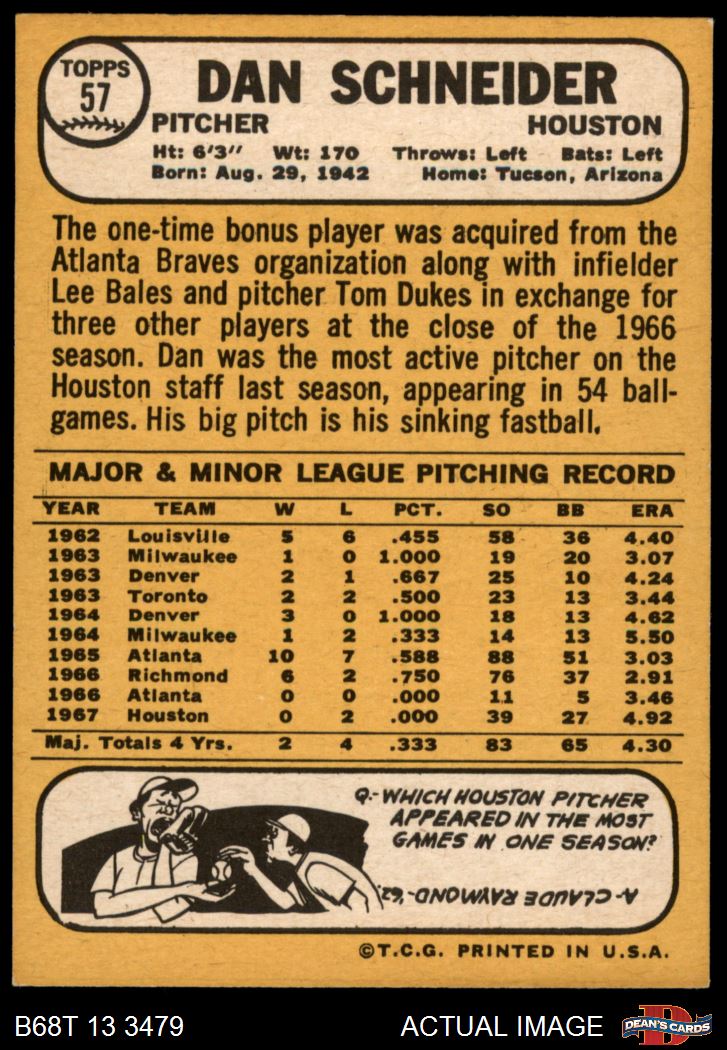 TOPPS
57
DAN SCHNEIDER
PITCHER HOUSTON
Ht: 6'3" Wt: 170 Throws: Left Bats: Left
Born: Aug. 29, 1942 Home: Tucson, Arizona
The one-time bonus player was acquired from the
Atlanta Braves organization along with infielder
Lee Bales and pitcher Tom Dukes in exchange for
three other players at the close of the 1966
season. Dan was the most active pitcher on the
Houston staff last season, appearing in 54 ball-
games. His big pitch is his sinking fastball.
MAJOR & MINOR LEAGUE PITCHING RECORD
YEAR TEAM W L PCT. SO BB ERA
1962 Louisville 5 6 .455 58 36 4.40
1963 Milwaukee 1 0 1.000 19 20 3.07
1963 Denver 2 1 .667 25 10 4.24
1963 Toronto 2 2 .500 23 13 3.44
1964 Denver 3 0 1.000 18 13 4.62
1964 Milwaukee 1 2 .333 14 13 5.50
1965 Atlanta 10 7 .588 88 51 3.03
1966 Richmond 6 2 .750 76 37 2.91
1966 Atlanta 0 0 .000 11 5 3.46
1967 Houston 0 2 .000 39 27 4.92
Maj. Totals 4 Yrs. 2 4 .333 83 65 4.30
Q.- WHICH HOUSTON PITCHER
APPEARED IN THE MOST
GAMES IN ONE SEASON?
A- CLAUDE RAYMOND-'62.
©T.C.G. PRINTED IN U.S.A.
B68T 13 3479 ACTUAL IMAGE
D
DEAN'S CARDS